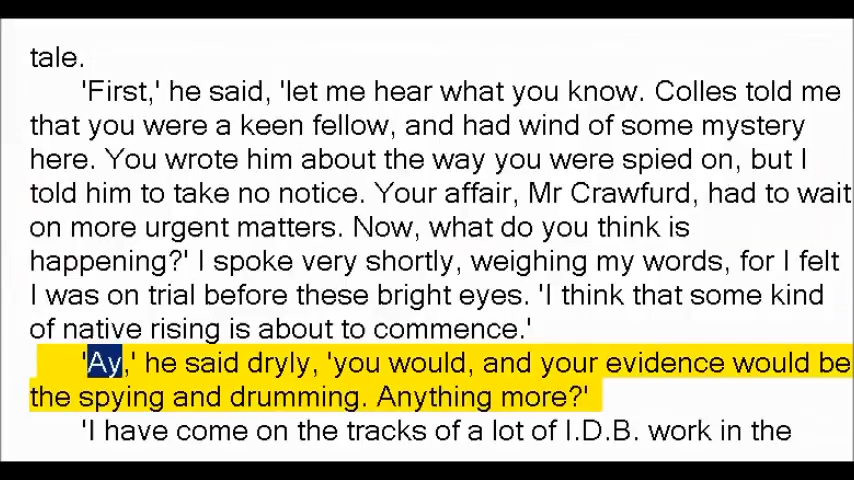 tale.
'First,' he said, 'let me hear what you know. Colles told me
that you were a keen fellow, and had wind of some mystery
here. You wrote him about the way you were spied on, but I
told him to take no notice. Your affair, Mr Crawfurd, had to wait
on more urgent matters. Now, what do you think is
happening?' I spoke very shortly, weighing my words, for I felt
I was on trial before these bright eyes. 'I think that some kind
of native rising is about to commence.'
'Ay,' he said dryly, 'you would, and your evidence would be
the spying and drumming. Anything more?'
'I have come on the tracks of a lot of I.D.B. work in the